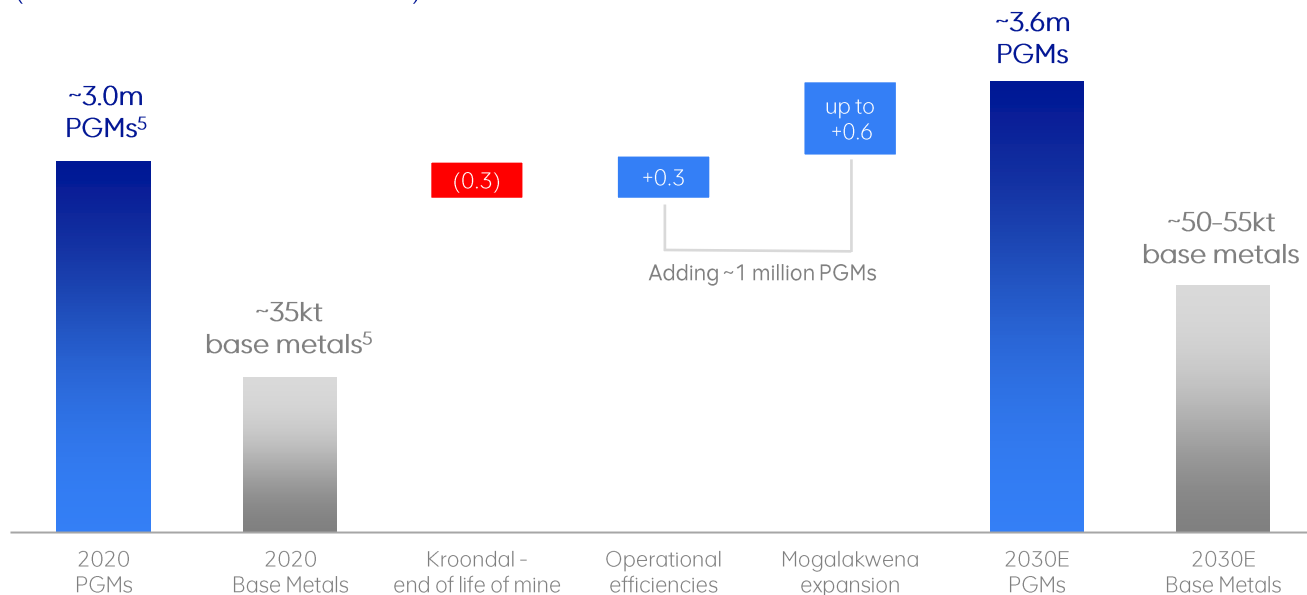 ~3.0m
PGMs5
~35kt
base metals5
(0.3)
+0.3
up to
+0.6
Adding ~1 million PGMs
~3.6m
PGMs
~50-55kt
base metals
2020
PGMs
2020
Base Metals
Kroondal -
end of life of mine
Operational
efficiencies
Mogalakwena
expansion
2030E
PGMs
2030E
Base Metals